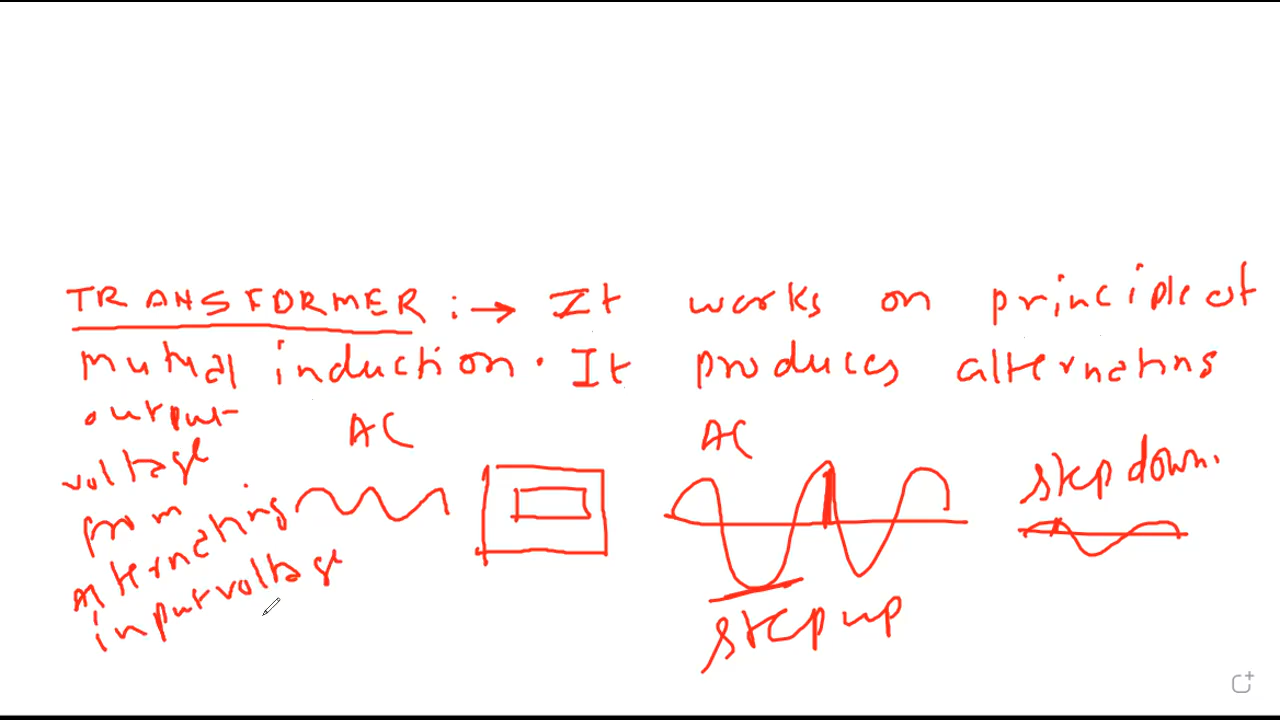 TRANSFORMER :→ It works on principle of
mutual induction. It produces alternating
output
voltage
from
alternating
input voltage
AC
AC
step up
step down.